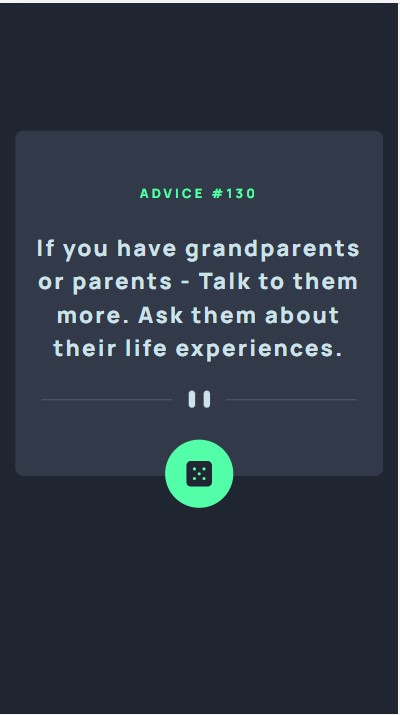 ADVICE #130
If you have grandparents
or parents - Talk to them
more. Ask them about
their life experiences.